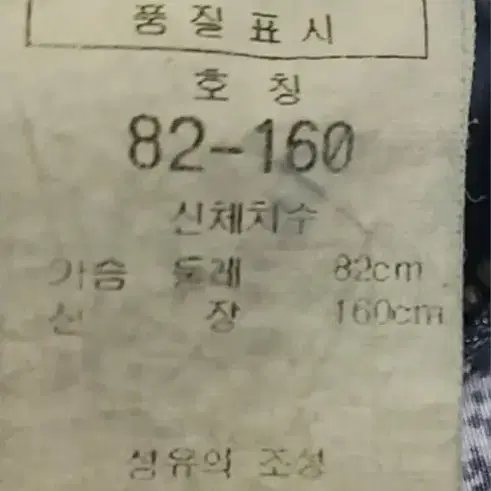 품질표시
호 칭
82-160
신체치수
가슴 둘레 82cm
신 장 160cm
섬유의 조성